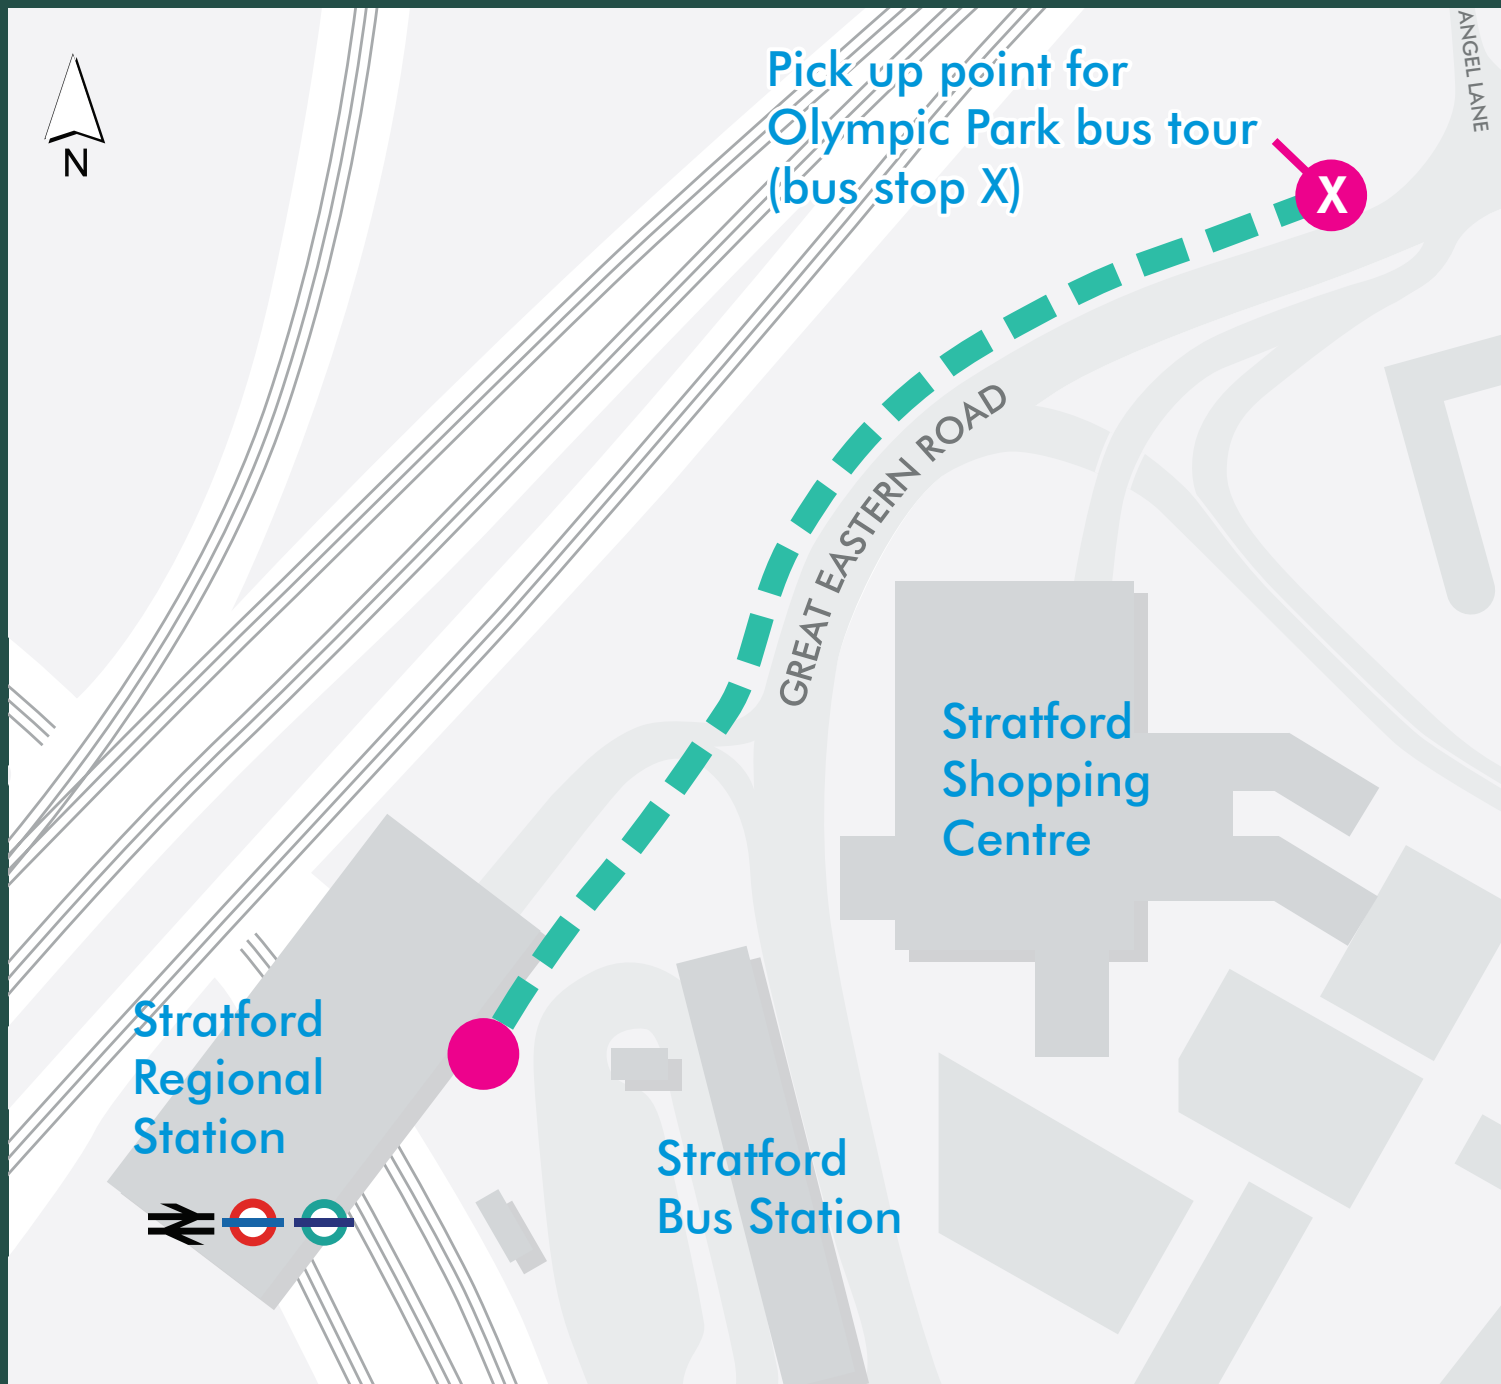 N
Pick up point for
Olympic Park bus tour
(bus stop X)
X
ANGEL LANE
GREAT EASTERN ROAD
Stratford
Shopping
Centre
Stratford
Regional
Station
Stratford
Bus Station